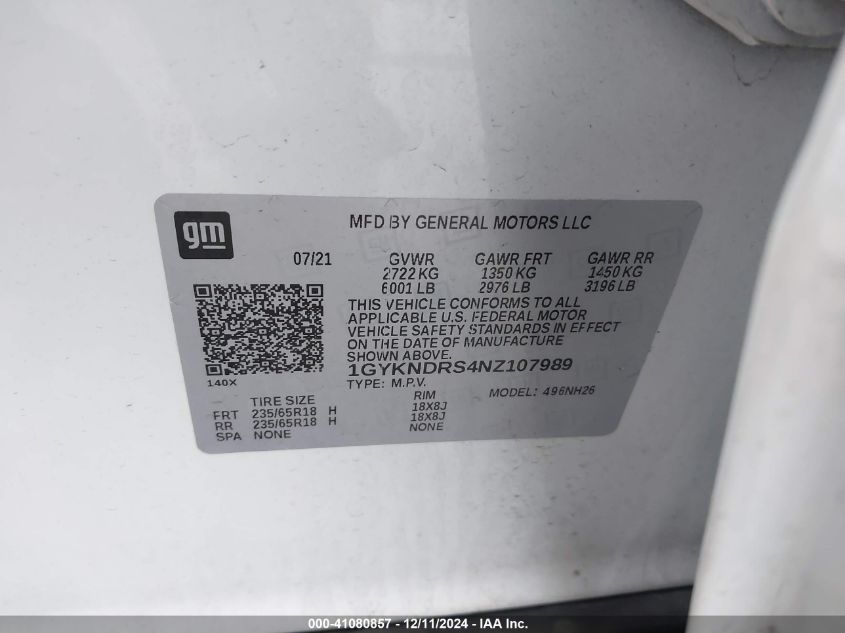 gm
MFD BY GENERAL MOTORS LLC
07/21 GVWR GAWR FRT GAWR RR
2722 KG 1350 KG 1450 KG
6001 LB 2976 LB 3196 LB
THIS VEHICLE CONFORMS TO ALL
APPLICABLE U.S. FEDERAL MOTOR
VEHICLE SAFETY STANDARDS IN EFFECT
ON THE DATE OF MANUFACTURE
SHOWN ABOVE.
1GYKNDRS4NZ107989
140X TYPE: M.P.V. MODEL: 496NH26
TIRE SIZE RIM
FRT 235/65R18 H 18X8J
RR 235/65R18 H 18X8J
SPA NONE NONE
000-41080857 - 12/11/2024 - IAA Inc.